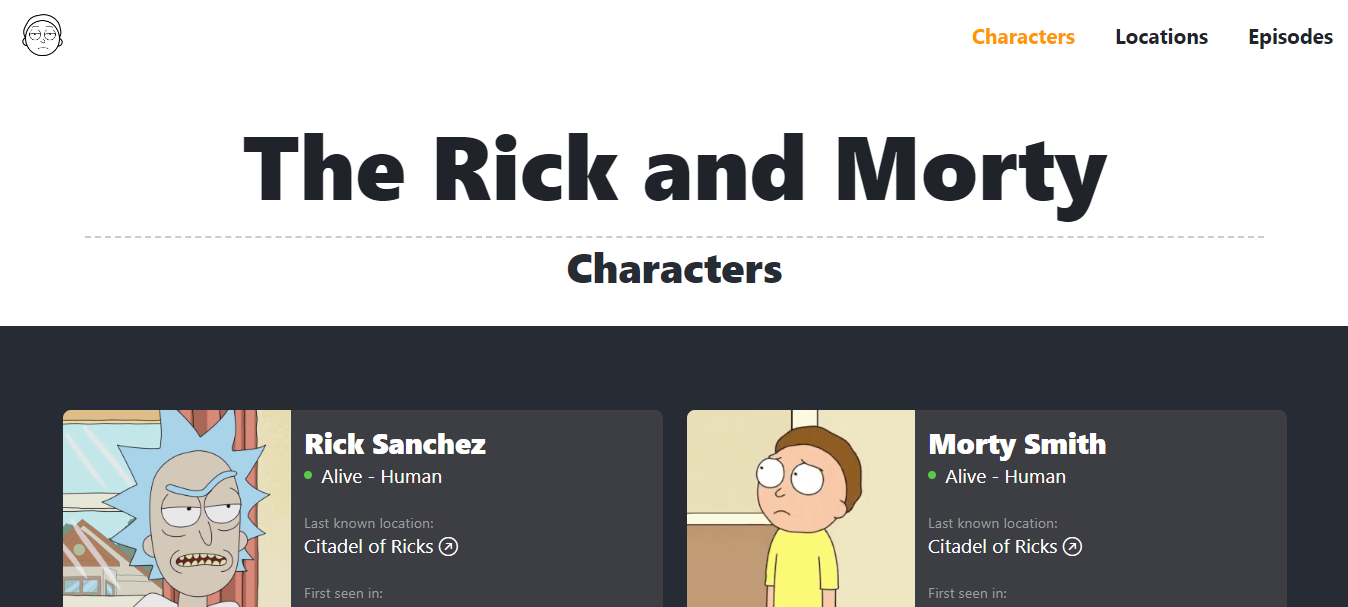 Characters Locations Episodes
The Rick and Morty
Characters
Rick Sanchez
Alive - Human
Last known location:
Citadel of Ricks
First seen in:
Morty Smith
Alive - Human
Last known location:
Citadel of Ricks
First seen in: